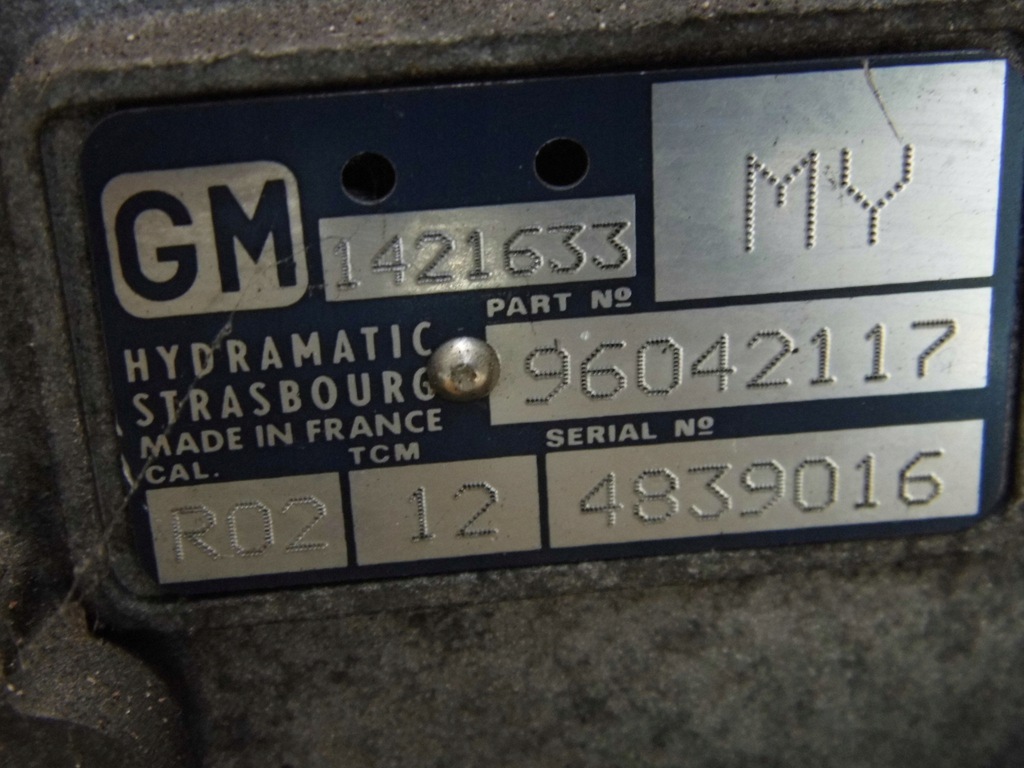 GM
1421633
MY
PART Nº
96042117
HYDRAMATIC
STRASBOURG
MADE IN FRANCE
CAL.
TCM
SERIAL Nº
R02
12
4839016